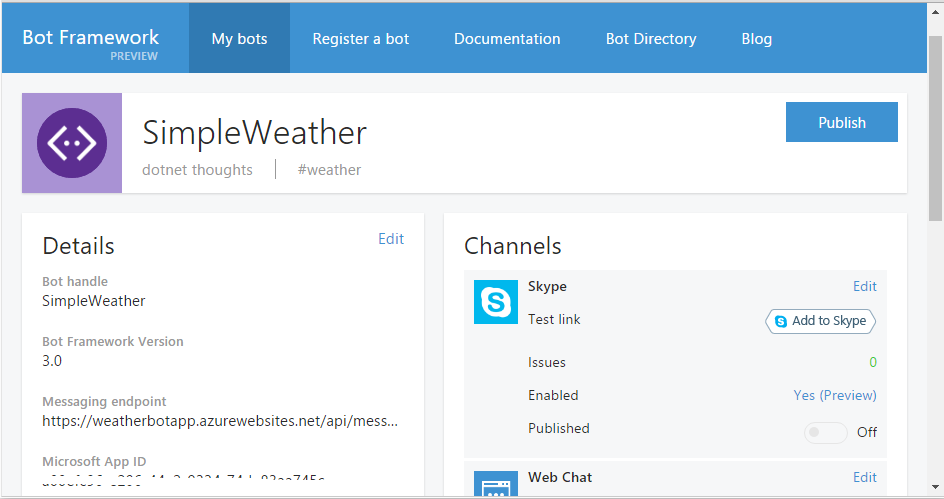 Bot Framework
PREVIEW
My bots
Register a bot
Documentation
Bot Directory
Blog
SimpleWeather
dotnet thoughts
#weather
Publish
Details
Edit
Bot handle
SimpleWeather
Bot Framework Version
3.0
Messaging endpoint
https://weatherbotapp.azurewebsites.net/api/mess...
Microsoft App ID
Channels
Skype
Edit
Test link
Add to Skype
Issues
0
Enabled
Yes (Preview)
Published
Off
Web Chat
Edit